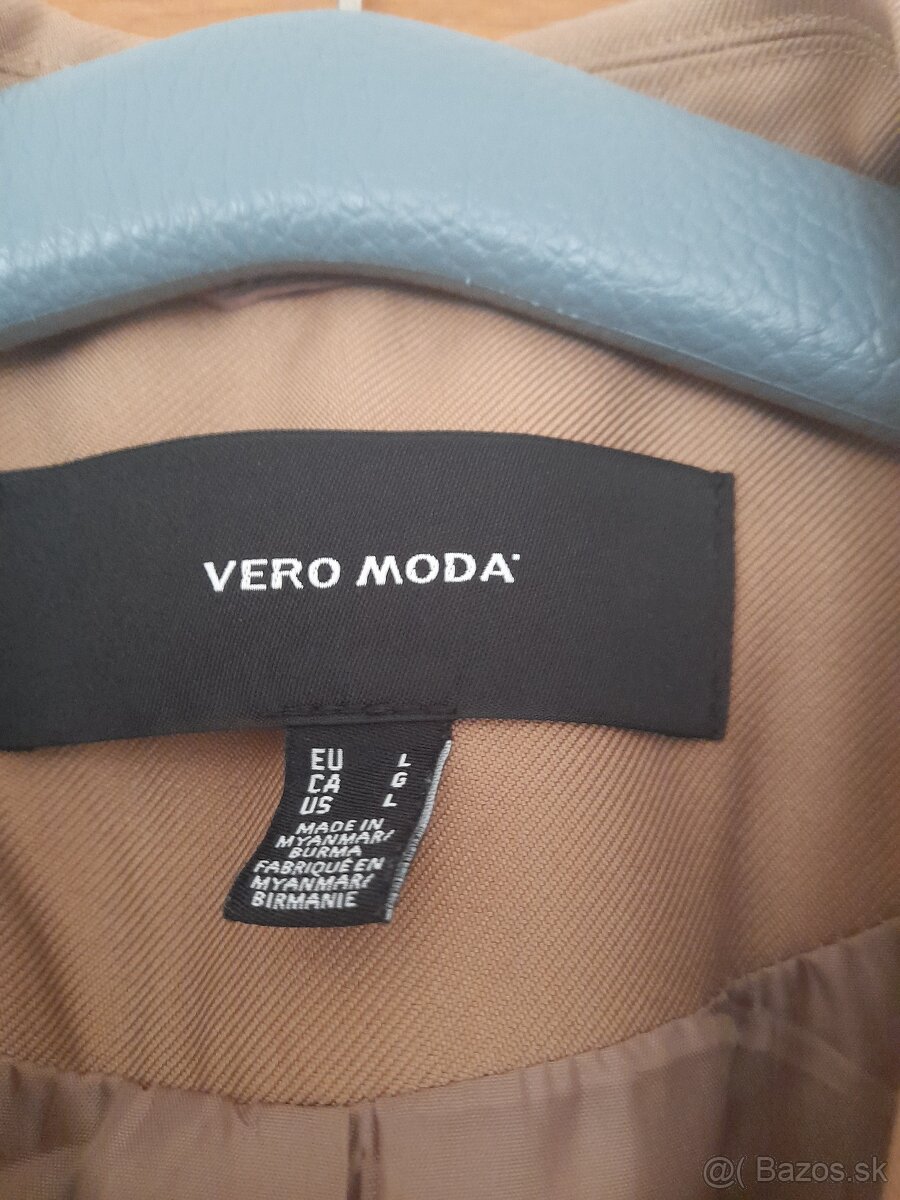 VERO MODA
EU L
CA G
US L
MADE IN
MYANMAR/
BURMA
FABRIQUÉ EN
MYANMAR/
BIRMANIE
@( Bazos.sk